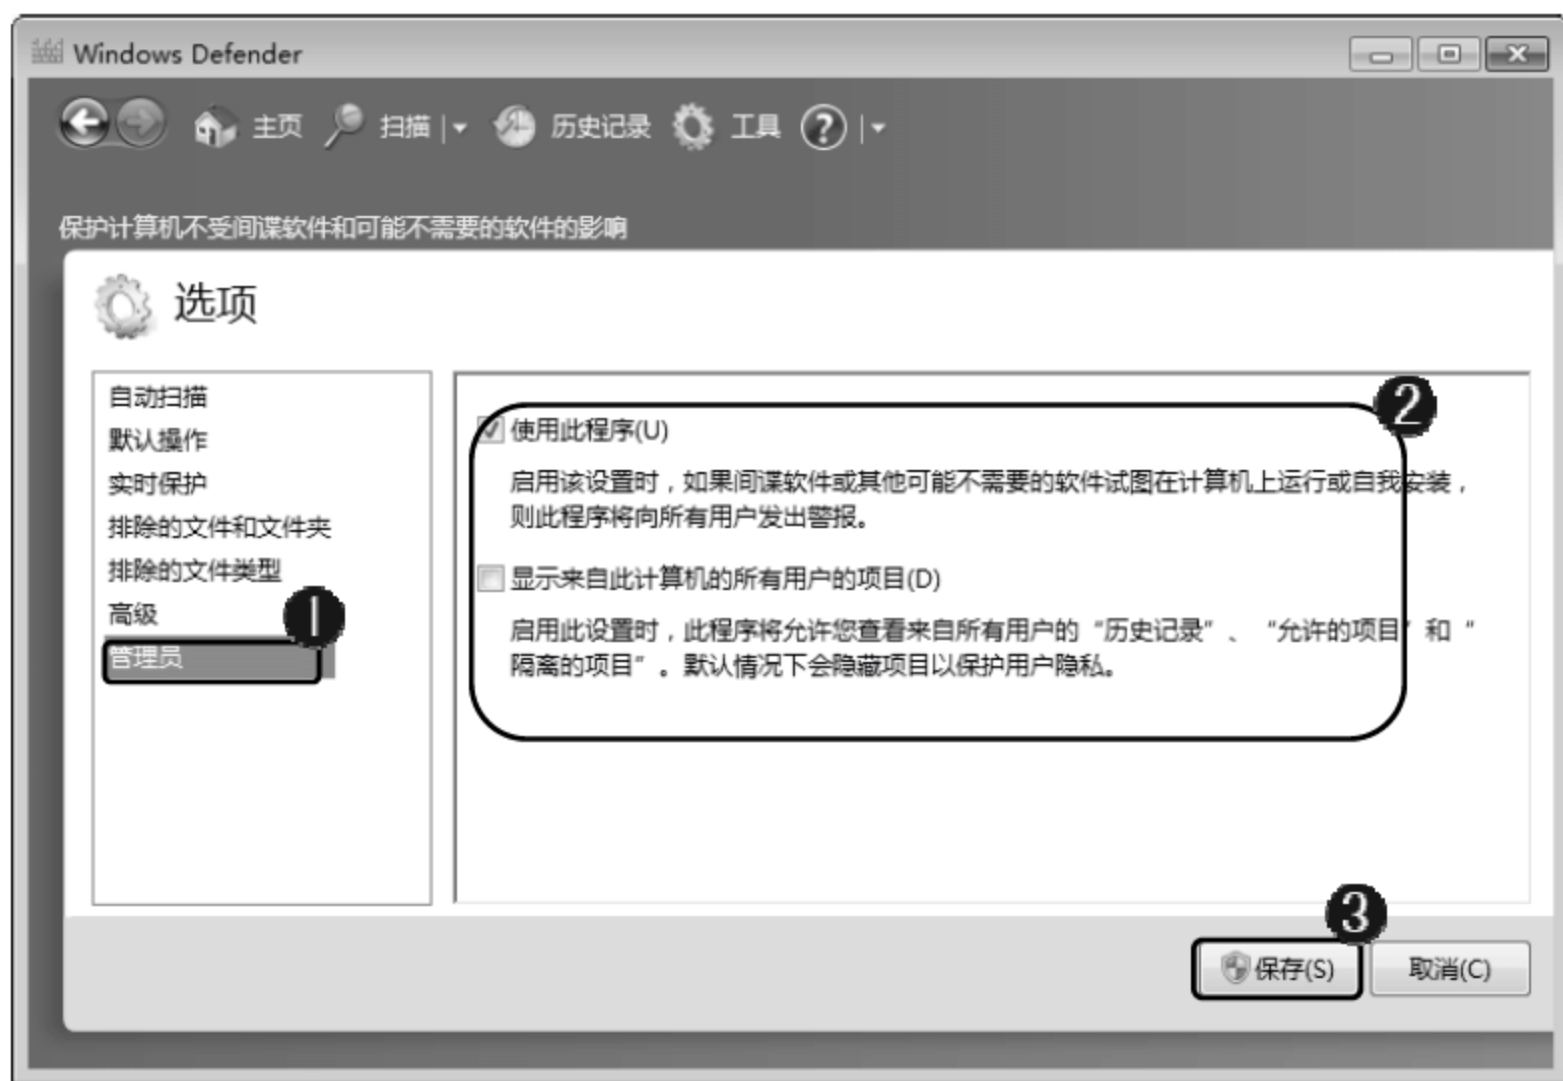 Windows Defender
主页 扫描 历史记录 工具 ?
保护计算机不受间谍软件和可能不需要的软件的影响
选项
自动扫描
默认操作
实时保护
排除的文件和文件夹
排除的文件类型
高级
1
管理员
2
使用此程序(U)
启用该设置时，如果间谍软件或其他可能不需要的软件试图在计算机上运行或自我安装，
则此程序将向所有用户发出警报。
显示来自此计算机的所有用户的项目(D)
启用此设置时，此程序将允许您查看来自所有用户的“历史记录”、“允许的项目”和“
隔离的项目”。默认情况下会隐藏项目以保护用户隐私。
3
保存(S) 取消(C)